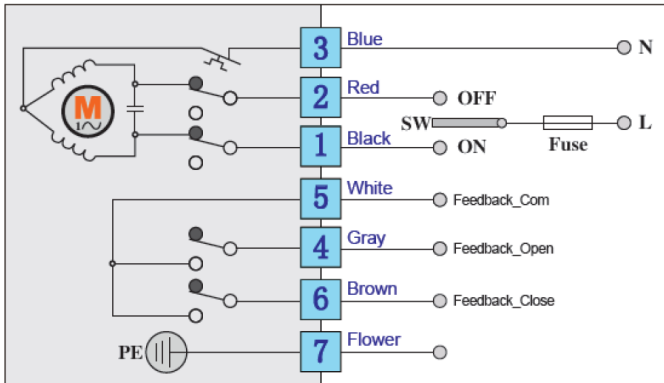 3 Blue N
2 Red OFF
SW Fuse L
M
1 Black ON
5 White Feedback_Com
4 Gray Feedback_Open
6 Brown Feedback_Close
PE 7 Flower